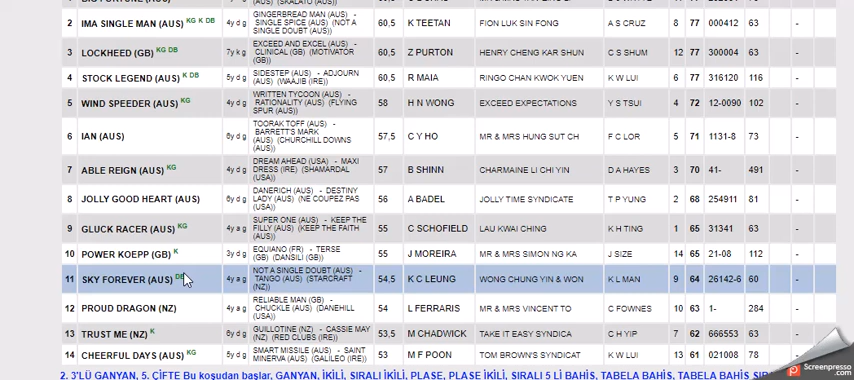 2 IMA SINGLE MAN (AUS) KG K DB 4y d g GINGERBREAD MAN (AUS) - SINGLE SPICE (AUS) (NOT A SINGLE DOUBT (AUS)) 60,5 K TEETAN FION LUK SIN FONG A S CRUZ 8 77 000412 63 -
3 LOCKHEED (GB) KG DB 7y k g EXCEED AND EXCEL (AUS) - CLINICAL (GB) (MOTIVATOR (GB)) 60,5 Z PURTON HENRY CHENG KAR SHUN C S SHUM 12 77 300004 63 -
4 STOCK LEGEND (AUS) K DB 5y d g SIDESTEP (AUS) - ADJOURN (AUS) (WAAJIB (IRE)) 60,5 R MAIA RINGO CHAN KWOK YUEN K W LUI 6 77 316120 116 -
5 WIND SPEEDER (AUS) KG 4y d g WRITTEN TYCOON (AUS) - RATIONALITY (AUS) (FLYING SPUR (AUS)) 58 H N WONG EXCEED EXPECTATIONS Y S TSUI 4 72 12-0090 102 -
6 IAN (AUS) 6y d g TOORAK TOFF (AUS) - BARRETT'S MARK (AUS) (CHURCHILL DOWNS (AUS)) 57,5 C Y HO MR & MRS HUNG SUT CH F C LOR 5 71 1131-8 73 -
7 ABLE REIGN (AUS) KG 4y d g DREAM AHEAD (USA) - MAXI DRESS (IRE) (SHAMARDAL (USA)) 57 B SHINN CHARMAINE LI CHI YIN D A HAYES 3 70 41- 491 -
8 JOLLY GOOD HEART (AUS) 6y d g DANERICH (AUS) - DESTINY LADY (AUS) (NE COUPEZ PAS (USA)) 56 A BADEL JOLLY TIME SYNDICATE T P YUNG 2 68 254911 81 -
9 GLUCK RACER (AUS) KG 4y a g SUPER ONE (AUS) - KEEP THE FILLY (AUS) (KEEP THE FAITH (AUS)) 55 C SCHOFIELD LAU KWAI CHING K H TING 1 65 31341 63 -
10 POWER KOEPP (GB) K 3y d g EQUIANO (FR) - TERSE (GB) (DANSILI (GB)) 55 J MOREIRA MR & MRS SIMON NG KA J SIZE 14 65 21-08 112 -
11 SKY FOREVER (AUS) DB 4y a g NOT A SINGLE DOUBT (AUS) - TANGO (AUS) (STARCRAFT (NZ)) 54,5 K C LEUNG WONG CHUNG YIN & WON K L MAN 9 64 26142-6 60 -
12 PROUD DRAGON (NZ) 4y d g RELIABLE MAN (GB) - CHUCKLE (AUS) (DANEHILL (USA)) 54 L FERRARIS MR & MRS VINCENT TO C FOWNES 10 63 1- 284 -
13 TRUST ME (NZ) K 6y d g GUILLOTINE (NZ) - CASSIE MAY (NZ) (RED CLUBS (IRE)) 53,5 M CHADWICK TAKE IT EASY SYNDICA C H YIP 7 62 666553 63 -
14 CHEERFUL DAYS (AUS) KG 5y d g SMART MISSILE (AUS) - SAINT MINERVA (AUS) (GALILEO (IRE)) 53 M F POON TOM BROWN'S SYNDICAT K W LUI 13 61 021008 78 -
2. 3'LÜ GANYAN, 5. ÇİFTE Bu koşudan başlar, GANYAN, İKİLİ, SIRALI İKİLİ, PLASE, PLASE İKİLİ, SIRALI 5 Lİ BAHİS, TABELA BAHİS, TABELA BAHİS
Screenpresso.com